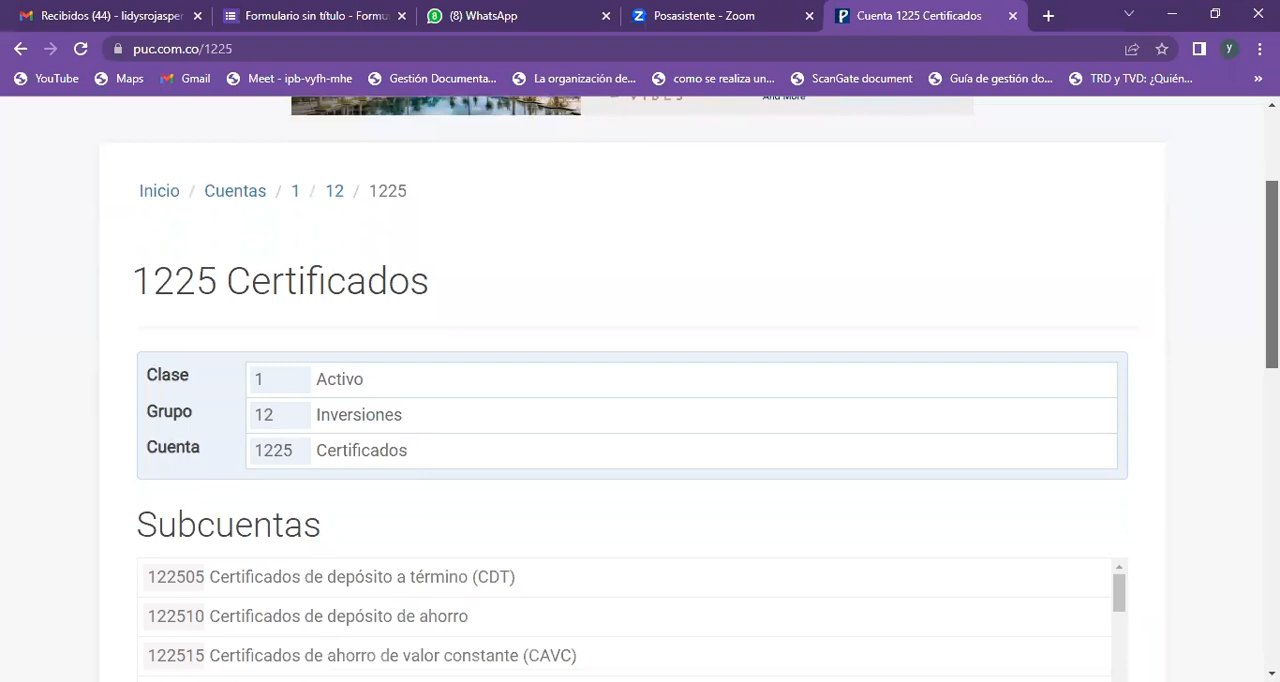 Recibidos (44) - lidysrojasper
Formulario sin título - Formu
(8) WhatsApp
Posasistente - Zoom
Cuenta 1225 Certificados
puc.com.co/1225
y
YouTube
Maps
Gmail
Meet - ipb-vyfh-mhe
Gestión Documenta...
La organización de...
como se realiza un...
ScanGate document
Guía de gestión do...
TRD y TVD: ¿Quién...
»
VIBES
And More
Inicio / Cuentas / 1 / 12 / 1225
1225 Certificados
Clase 1 Activo
Grupo 12 Inversiones
Cuenta 1225 Certificados
Subcuentas
122505 Certificados de depósito a término (CDT)
122510 Certificados de depósito de ahorro
122515 Certificados de ahorro de valor constante (CAVC)